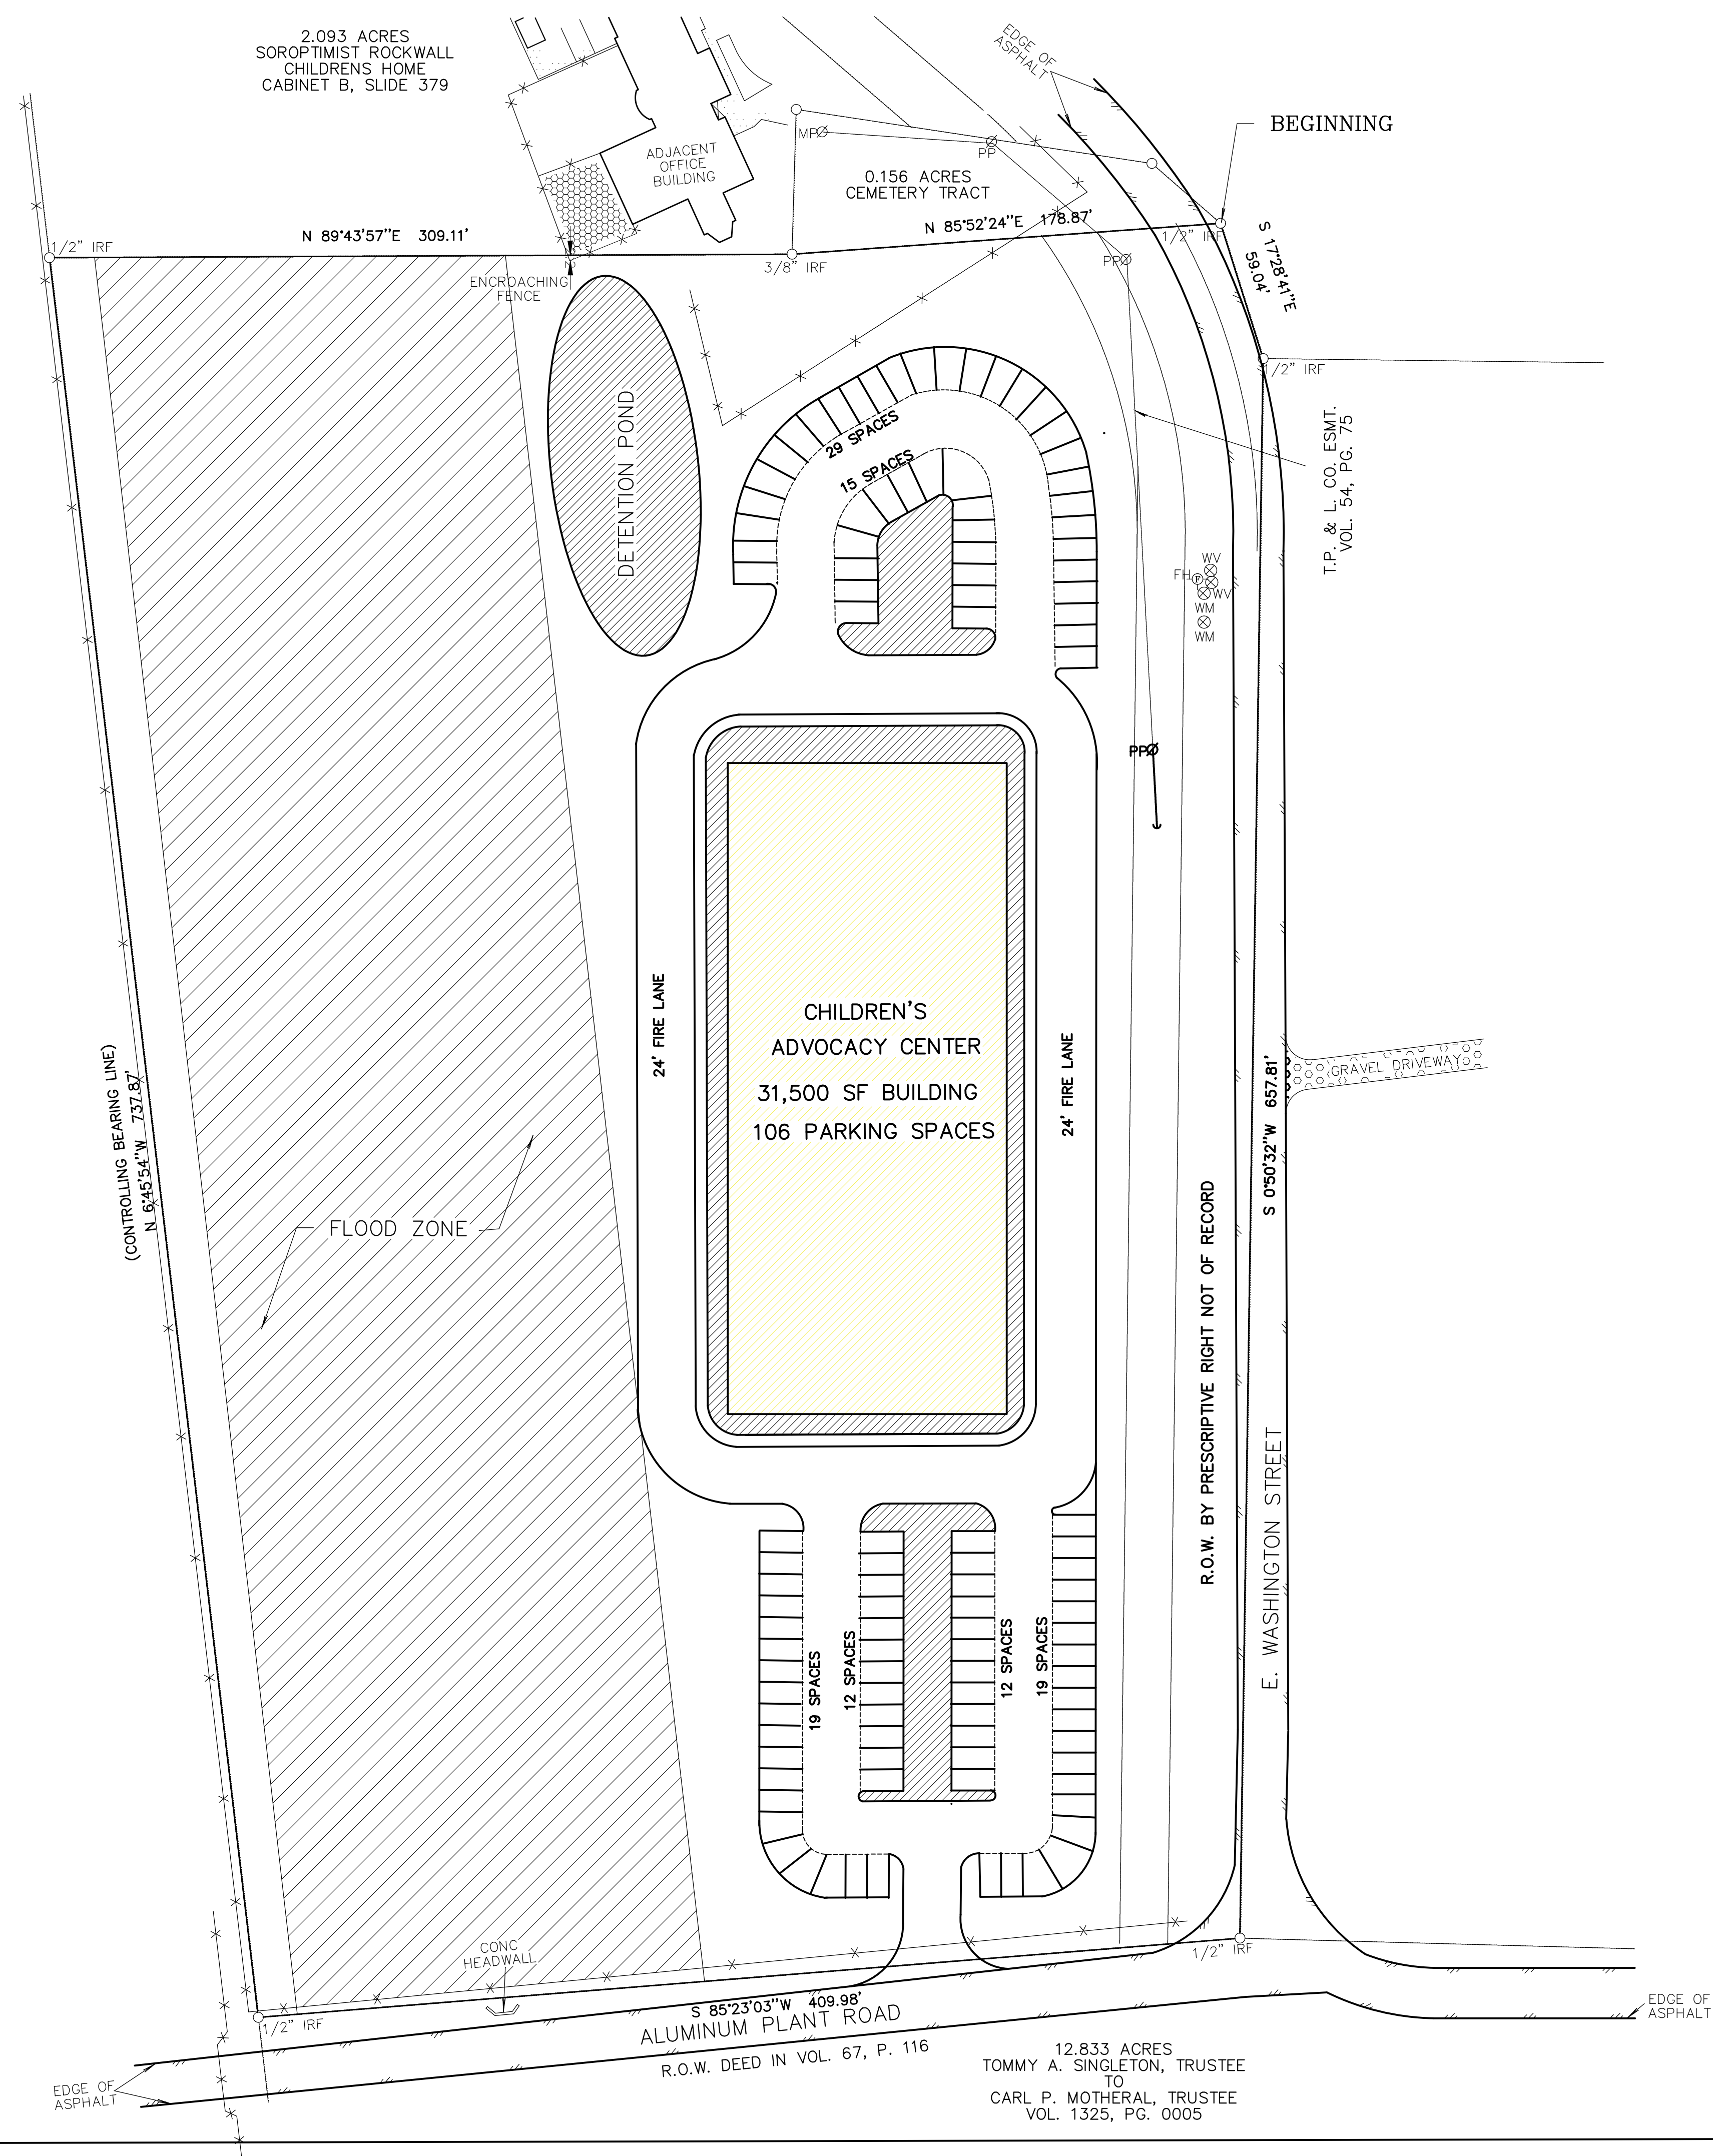 2.093 ACRES
SOROPTIMIST ROCKWALL
CHILDRENS HOME
CABINET B, SLIDE 379
EDGE OF
ASPHALT
BEGINNING
MP
PP
ADJACENT
OFFICE
BUILDING
0.156 ACRES
CEMETERY TRACT
N 89°43'57"E 309.11'
N 85°52'24"E 178.87'
1/2" IRF
3/8" IRF
1/2" IRF
PP
S 17°28'41"E
59.04'
ENCROACHING
FENCE
1/2" IRF
DETENTION POND
29 SPACES
15 SPACES
T.P. & L. CO. ESMT.
VOL. 54, PG. 75
WV
FH
F
WV
WM
WM
PP
24' FIRE LANE
CHILDREN'S
ADVOCACY CENTER
31,500 SF BUILDING
106 PARKING SPACES
24' FIRE LANE
GRAVEL DRIVEWAY
S 0°50'32"W 657.81'
(CONTROLLING BEARING LINE)
N 6°45'54"W 737.87'
FLOOD ZONE
R.O.W. BY PRESCRIPTIVE RIGHT NOT OF RECORD
E. WASHINGTON STREET
19 SPACES
12 SPACES
12 SPACES
19 SPACES
CONC
HEADWALL
1/2" IRF
S 85°23'03"W 409.98'
ALUMINUM PLANT ROAD
R.O.W. DEED IN VOL. 67, P. 116
1/2" IRF
EDGE OF
ASPHALT
EDGE OF
ASPHALT
12.833 ACRES
TOMMY A. SINGLETON, TRUSTEE
TO
CARL P. MOTHERAL, TRUSTEE
VOL. 1325, PG. 0005